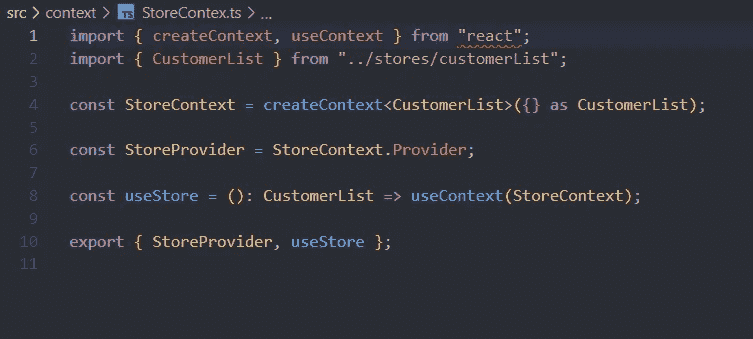 src > context > TS StoreContex.ts > ...
1 import { createContext, useContext } from "react";
2 import { CustomerList } from "../stores/customerList";
3
4 const StoreContext = createContext<CustomerList>({} as CustomerList);
5
6 const StoreProvider = StoreContext.Provider;
7
8 const useStore = (): CustomerList => useContext(StoreContext);
9
10 export { StoreProvider, useStore };
11